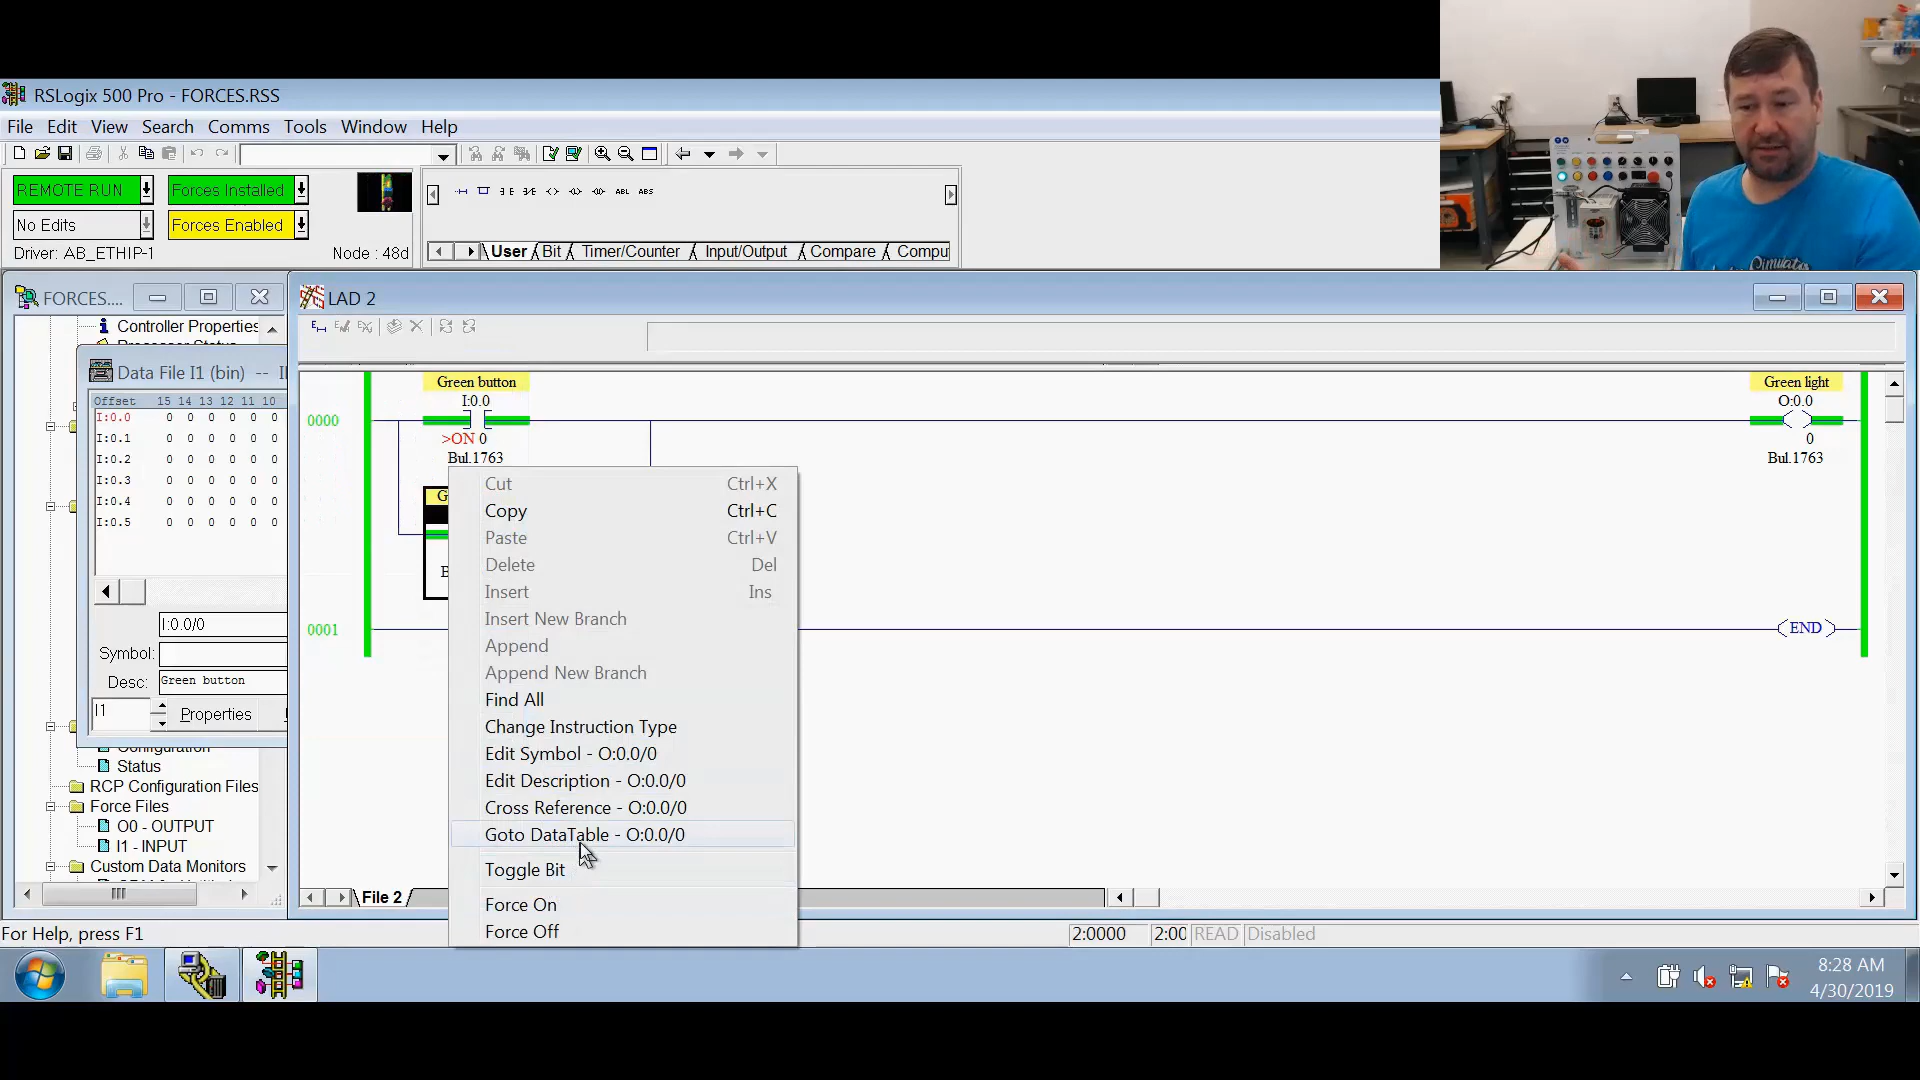 RSLogix 500 Pro - FORCES.RSS
File Edit View Search Comms Tools Window Help
REMOTE RUN Forces Installed
No Edits Forces Enabled
Driver: AB_ETHIP-1 Node : 48d
ABL ABS
User Bit Timer/Counter Input/Output Compare Compu
FORCES....
Controller Properties
Processor Status
Data File I1 (bin) --
Offset 15 14 13 12 11 10
I:0.0 0 0 0 0 0 0
I:0.1 0 0 0 0 0 0
I:0.2 0 0 0 0 0 0
I:0.3 0 0 0 0 0 0
I:0.4 0 0 0 0 0 0
I:0.5 0 0 0 0 0 0
I:0.0/0
Symbol:
Desc: Green button
I1 Properties
Configuration
Status
RCP Configuration Files
Force Files
O0 - OUTPUT
I1 - INPUT
Custom Data Monitors
LAD 2
Green button
I:0.0
0000
>ON 0
Bul.1763
Green light
O:0.0
0
Bul.1763
G
B
0001
END
Cut Ctrl+X
Copy Ctrl+C
Paste Ctrl+V
Delete Del
Insert Ins
Insert New Branch
Append
Append New Branch
Find All
Change Instruction Type
Edit Symbol - O:0.0/0
Edit Description - O:0.0/0
Cross Reference - O:0.0/0
Goto DataTable - O:0.0/0
Toggle Bit
Force On
Force Off
File 2
For Help, press F1
2:0000 2:00 READ Disabled
8:28 AM
4/30/2019